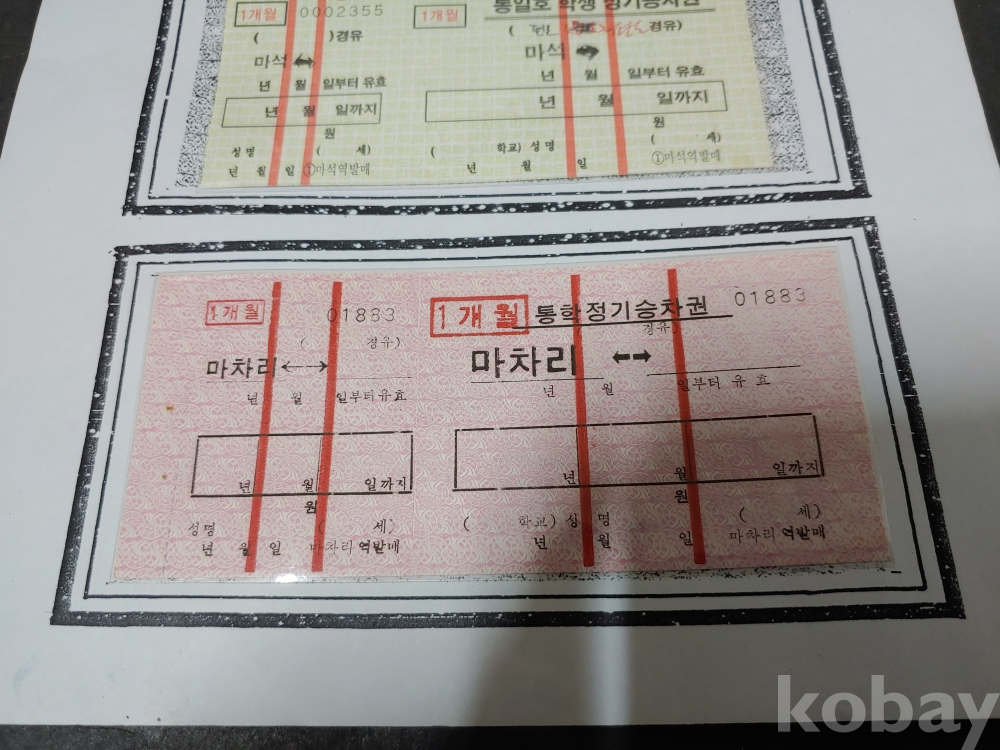 1개월 0002355
( )경유
마석
년 월 일부터 유효
년 월 일까지
원
성명 ( 세)
년 월 일 ①마석역발매
1개월 통일호 학생 정기승차권
( 경유)
마석
년 월 일부터 유효
년 월 일까지
원
( 학교) 성명 ( 세)
년 월 일 ①마석역발매
1개월 01883
( 경유)
마차리←→
년 월 일부터유효
년 월 일까지
원
성명 ( 세)
년 월 일 마차리역발매
1개월 통학정기승차권 01883
경유)
마차리 ←→
년 월 일부터유효
년 월 일까지
원
( 학교) 성 명 ( 세)
년 월 일 마차리역발매
kobay